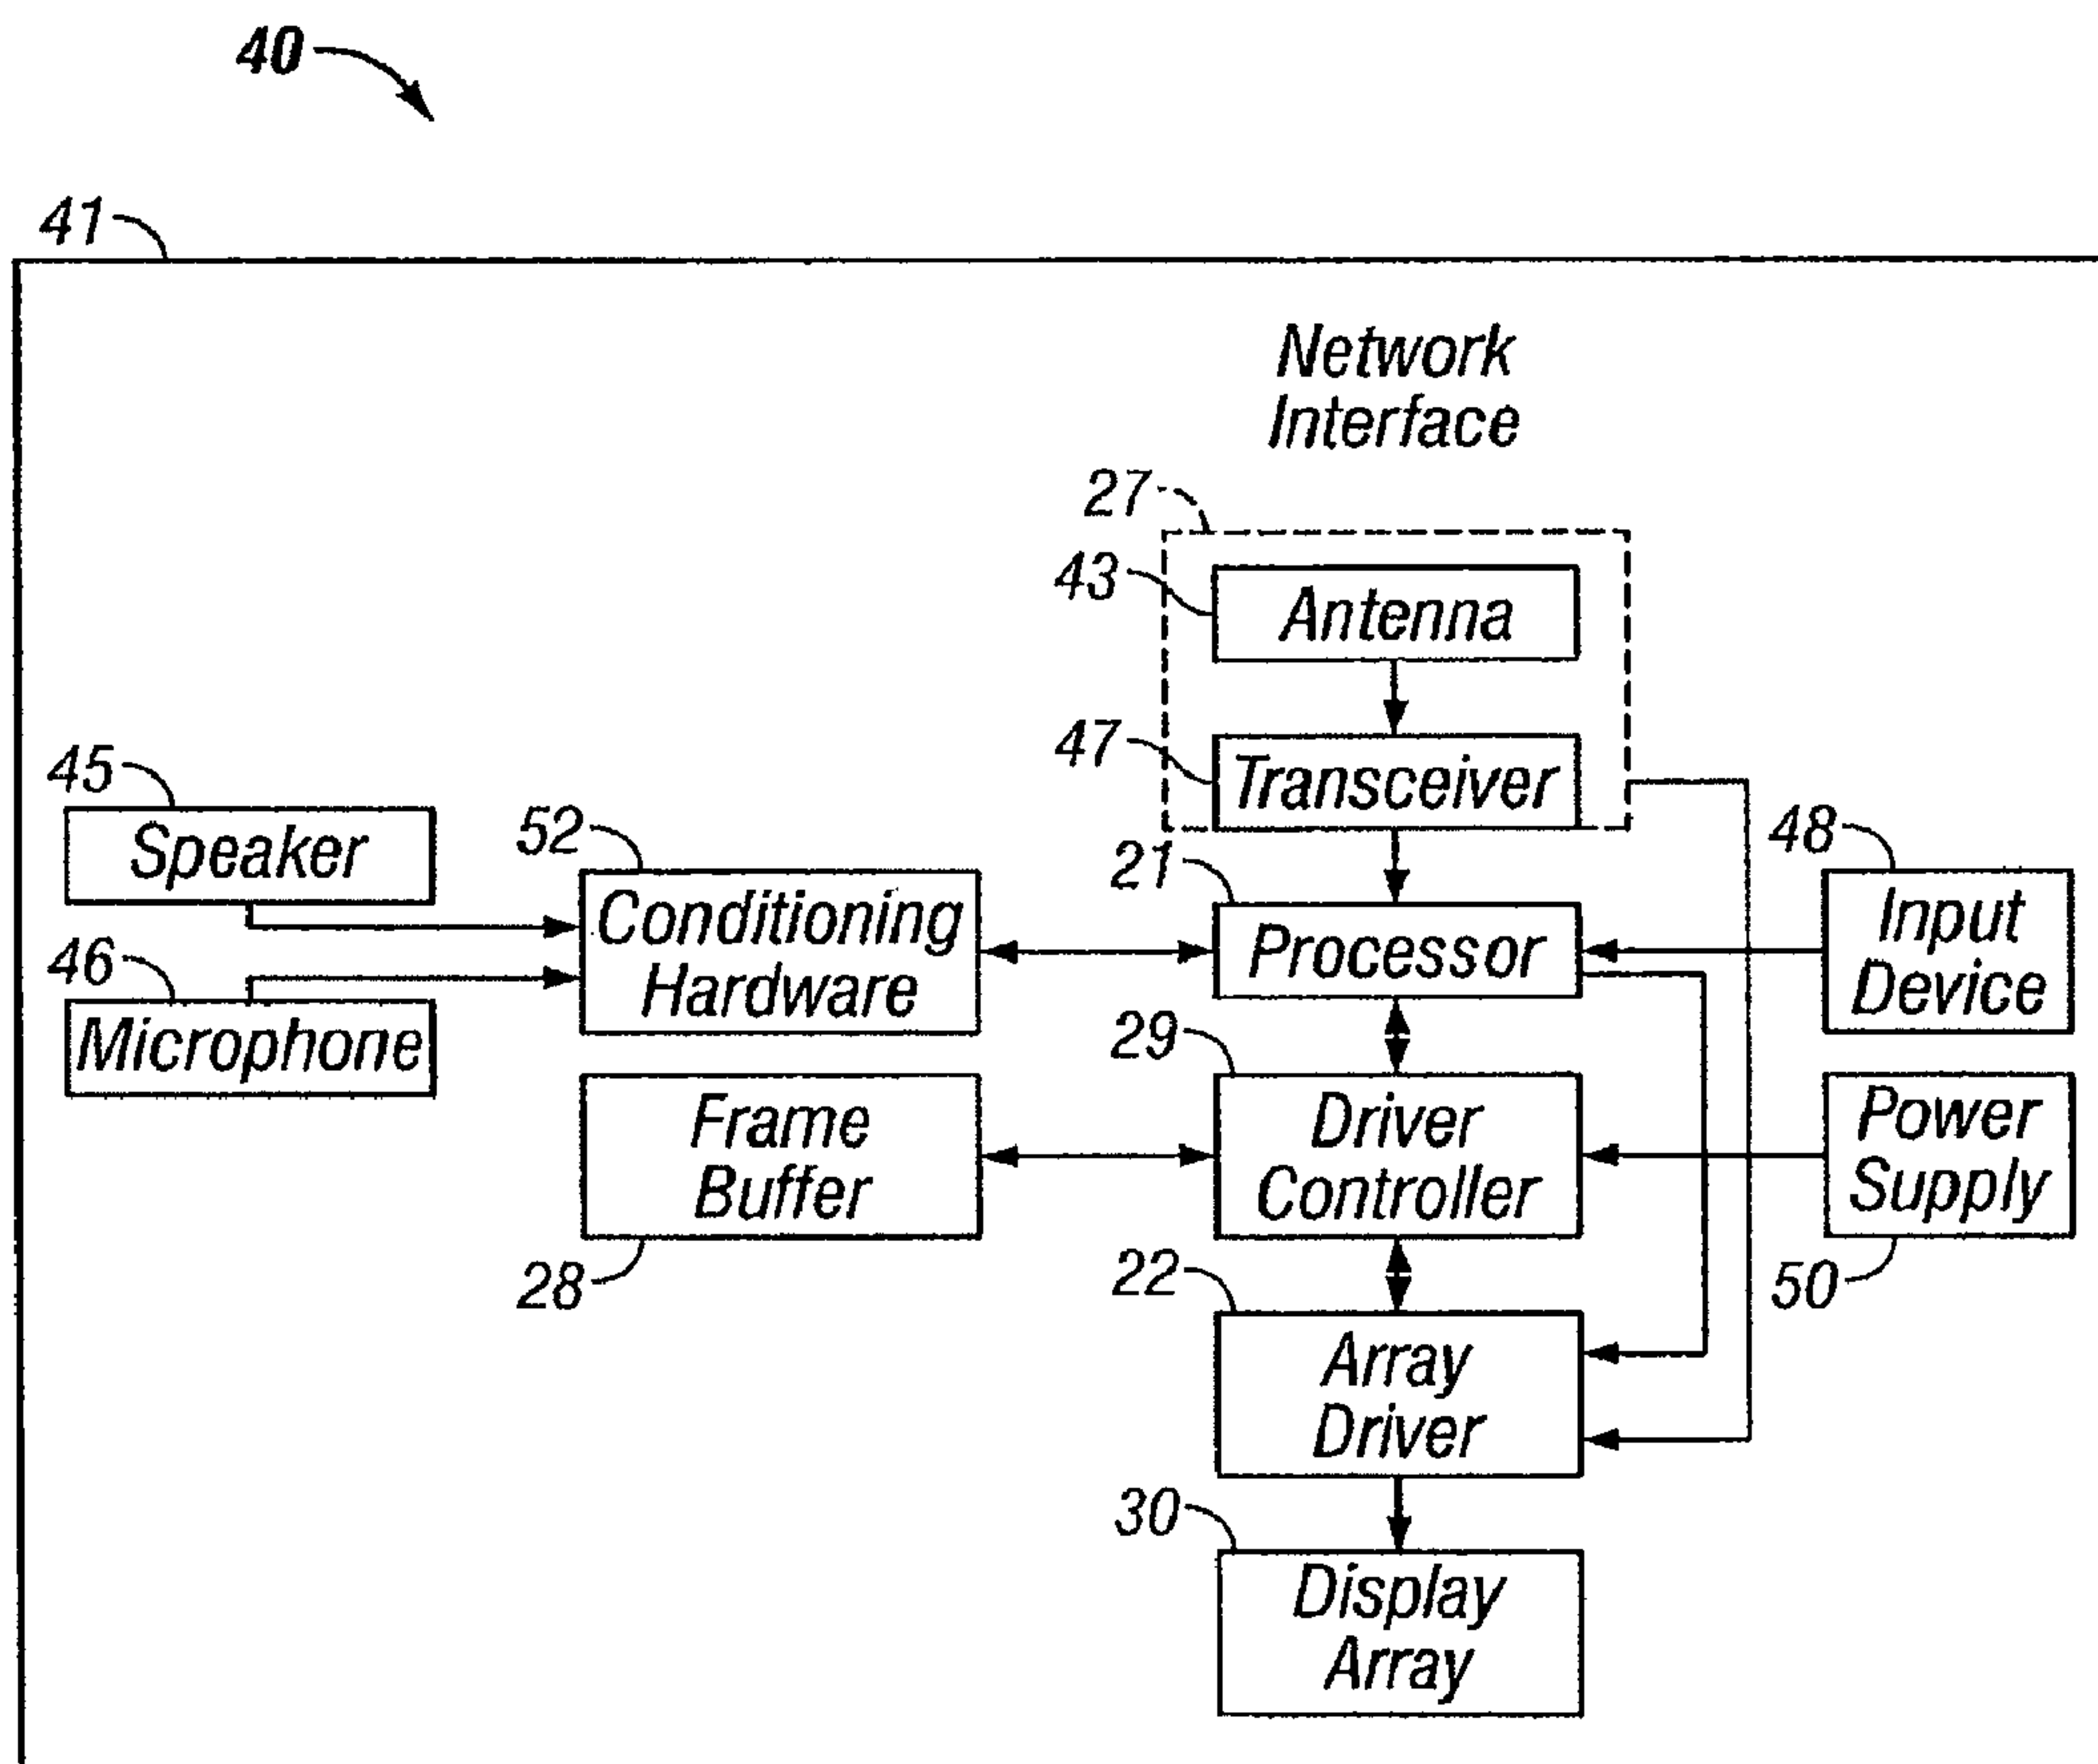 40
41
Network
Interface
27
43
Antenna
47
Transceiver
45
Speaker
52
Conditioning
Hardware
21
Processor
48
Input
Device
46
Microphone
29
Driver
Controller
Frame
Buffer
28
Power
Supply
50
22
Array
Driver
30
Display
Array